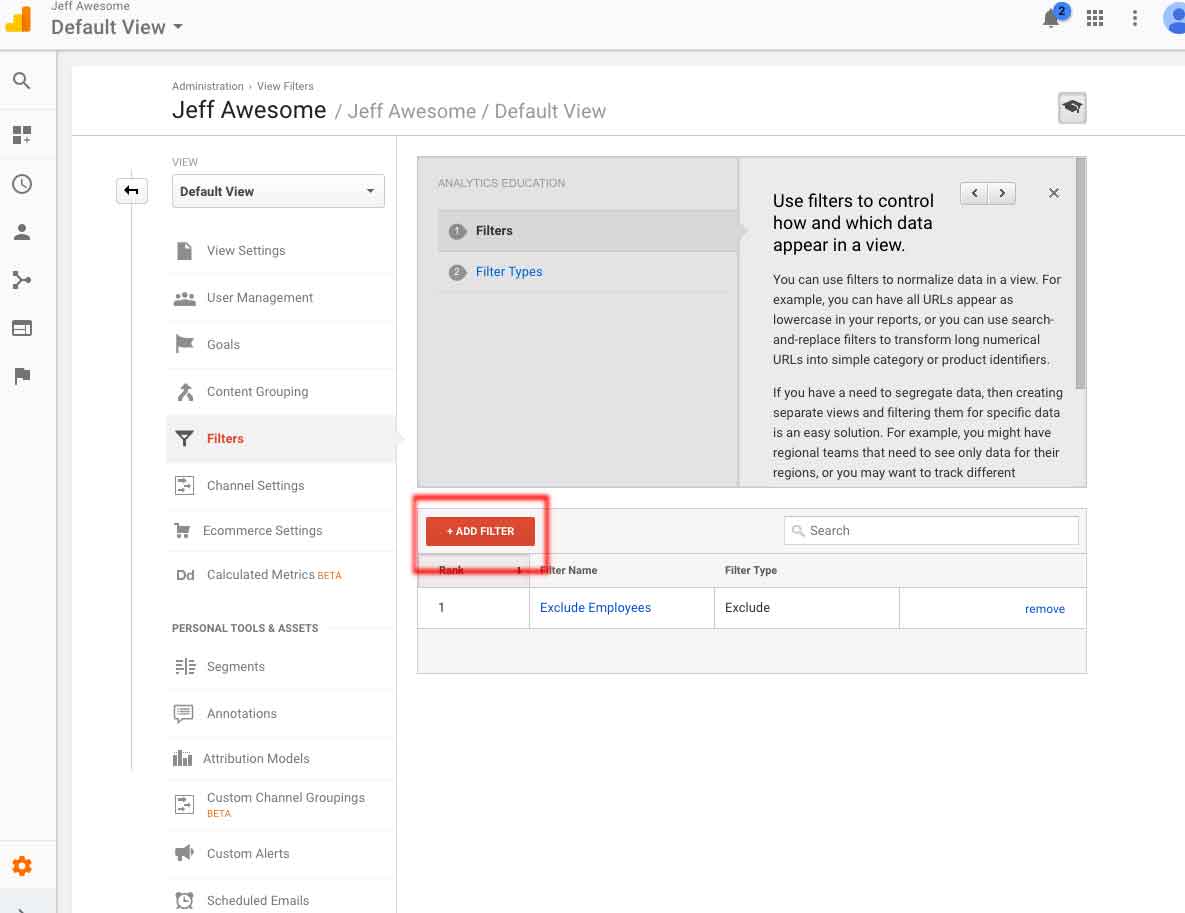 Jeff Awesome
Default View
2
Administration › View Filters
Jeff Awesome / Jeff Awesome / Default View
VIEW
Default View
View Settings
User Management
Goals
Content Grouping
Filters
Channel Settings
Ecommerce Settings
Dd Calculated Metrics BETA
PERSONAL TOOLS & ASSETS
Segments
Annotations
Attribution Models
Custom Channel Groupings
BETA
Custom Alerts
Scheduled Emails
ANALYTICS EDUCATION
1 Filters
2 Filter Types
Use filters to control
how and which data
appear in a view.
You can use filters to normalize data in a view. For
example, you can have all URLs appear as
lowercase in your reports, or you can use search-
and-replace filters to transform long numerical
URLs into simple category or product identifiers.
If you have a need to segregate data, then creating
separate views and filtering them for specific data
is an easy solution. For example, you might have
regional teams that need to see only data for their
regions, or you may want to track different
+ ADD FILTER
Search
Rank Filter Name Filter Type
1 Exclude Employees Exclude remove